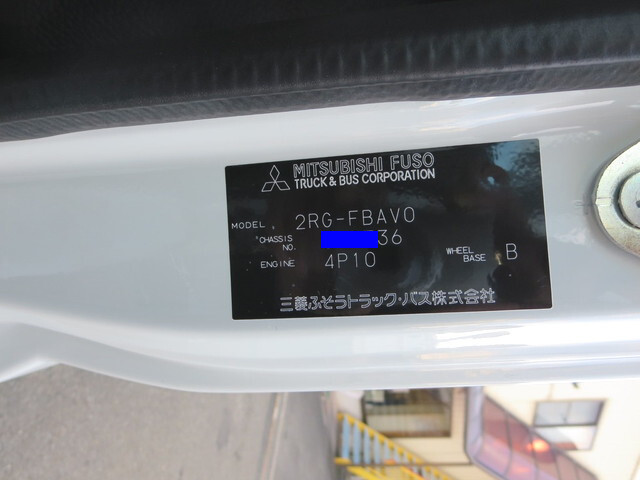 MITSUBISHI FUSO
TRUCK & BUS CORPORATION
MODEL 2RG-FBAV0
CHASSIS NO. 36
ENGINE 4P10 WHEEL BASE B
三菱ふそうトラック・バス株式会社